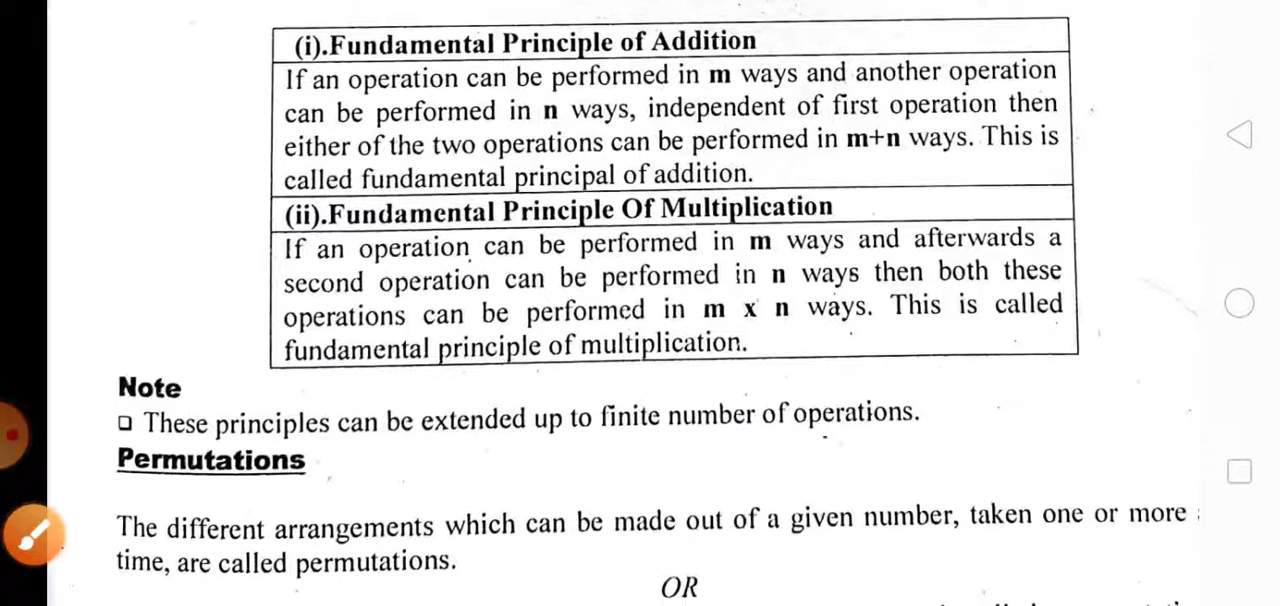 (i).Fundamental Principle of Addition
If an operation can be performed in m ways and another operation
can be performed in n ways, independent of first operation then
either of the two operations can be performed in m+n ways. This is
called fundamental principal of addition.
(ii).Fundamental Principle Of Multiplication
If an operation can be performed in m ways and afterwards a
second operation can be performed in n ways then both these
operations can be performed in m x n ways. This is called
fundamental principle of multiplication.
Note
□ These principles can be extended up to finite number of operations.
Permutations
The different arrangements which can be made out of a given number, taken one or more
time, are called permutations.
OR